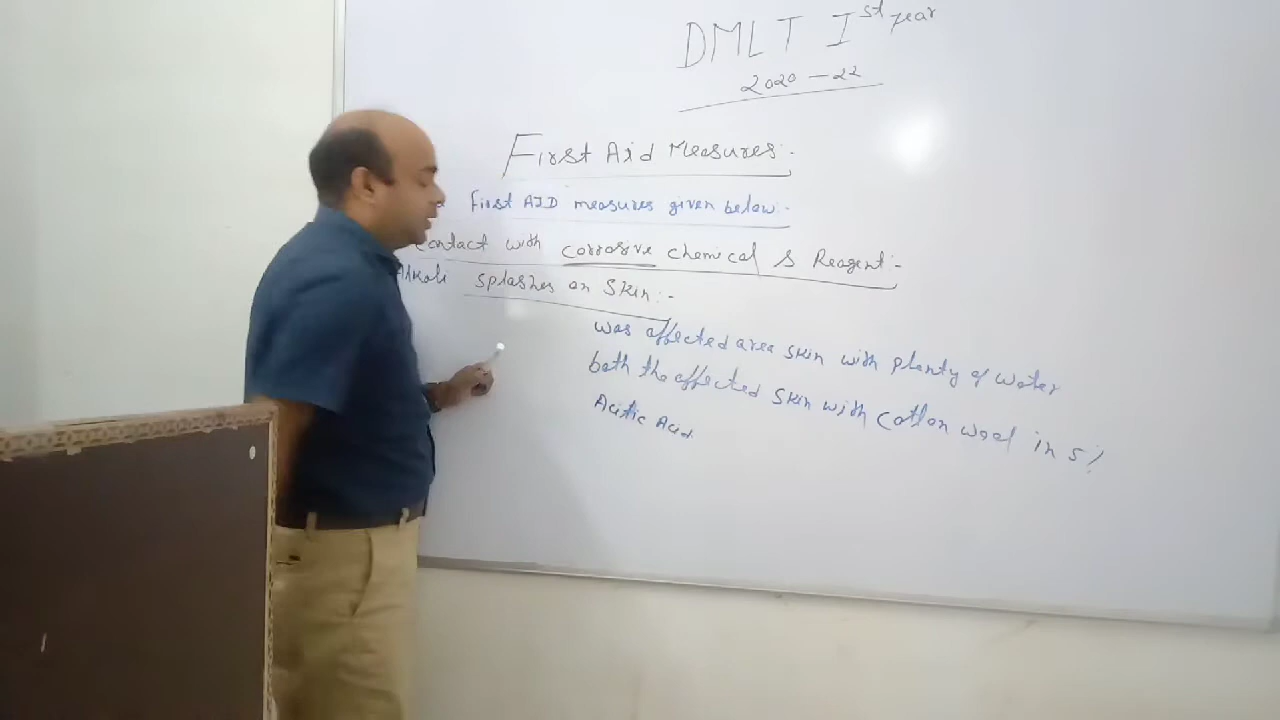 DMLT Ist year
2020-22
First Aid Measures:-
First AID measures given below:-
Contact with corrosive chemical & Reagent:-
Alkali splashes on skin:-
was affected area skin with plenty of water
bath the affected skin with cotton wool in 5%
Acitic Acid